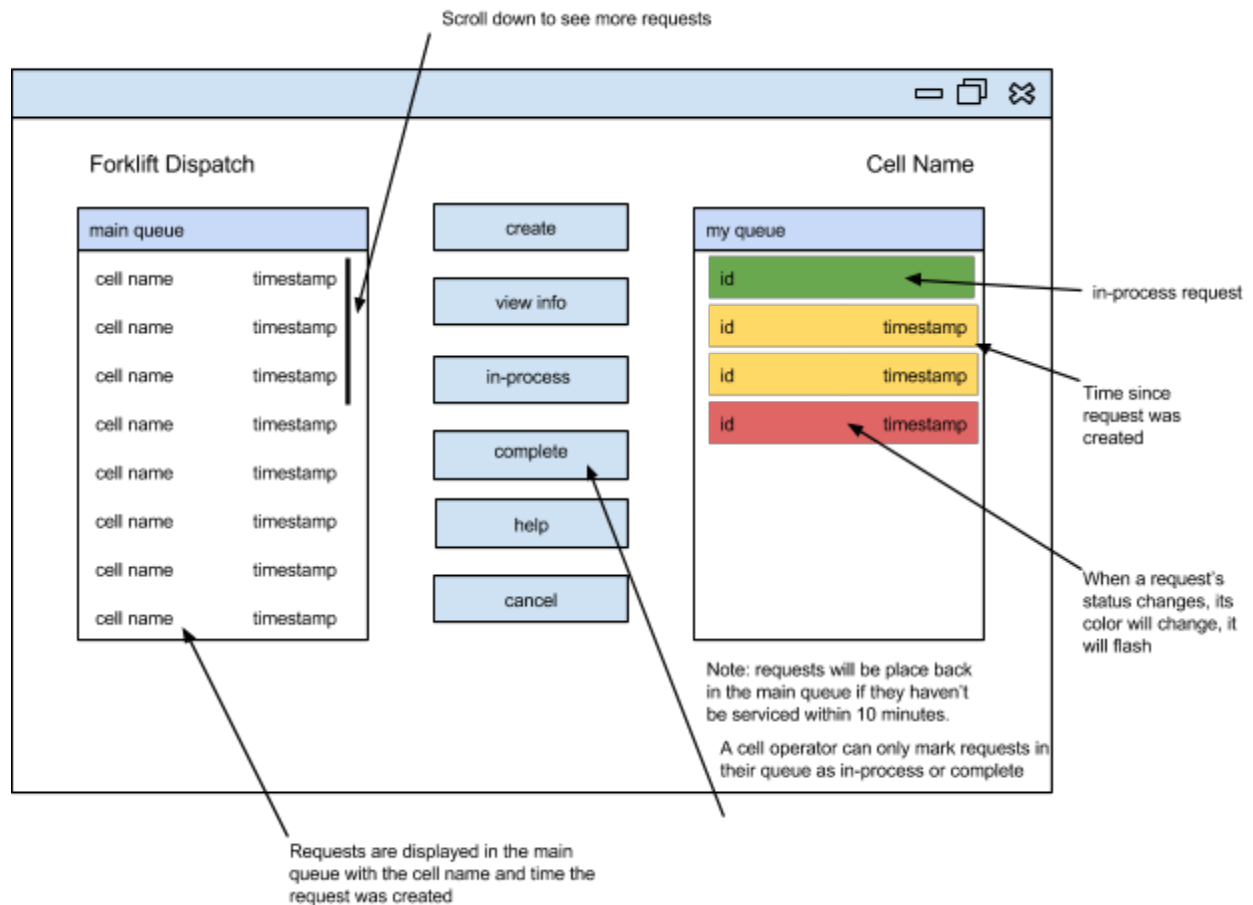 Scroll down to see more requests
Forklift Dispatch
Cell Name
main queue
cell name timestamp
cell name timestamp
cell name timestamp
cell name timestamp
cell name timestamp
cell name timestamp
cell name timestamp
cell name timestamp
create
view info
in-process
complete
help
cancel
my queue
id
id timestamp
id timestamp
id timestamp
in-process request
Time since
request was
created
When a request's
status changes, its
color will change, it
will flash
Note: requests will be place back
in the main queue if they haven't
be serviced within 10 minutes.
A cell operator can only mark requests in
their queue as in-process or complete
Requests are displayed in the main
queue with the cell name and time the
request was created